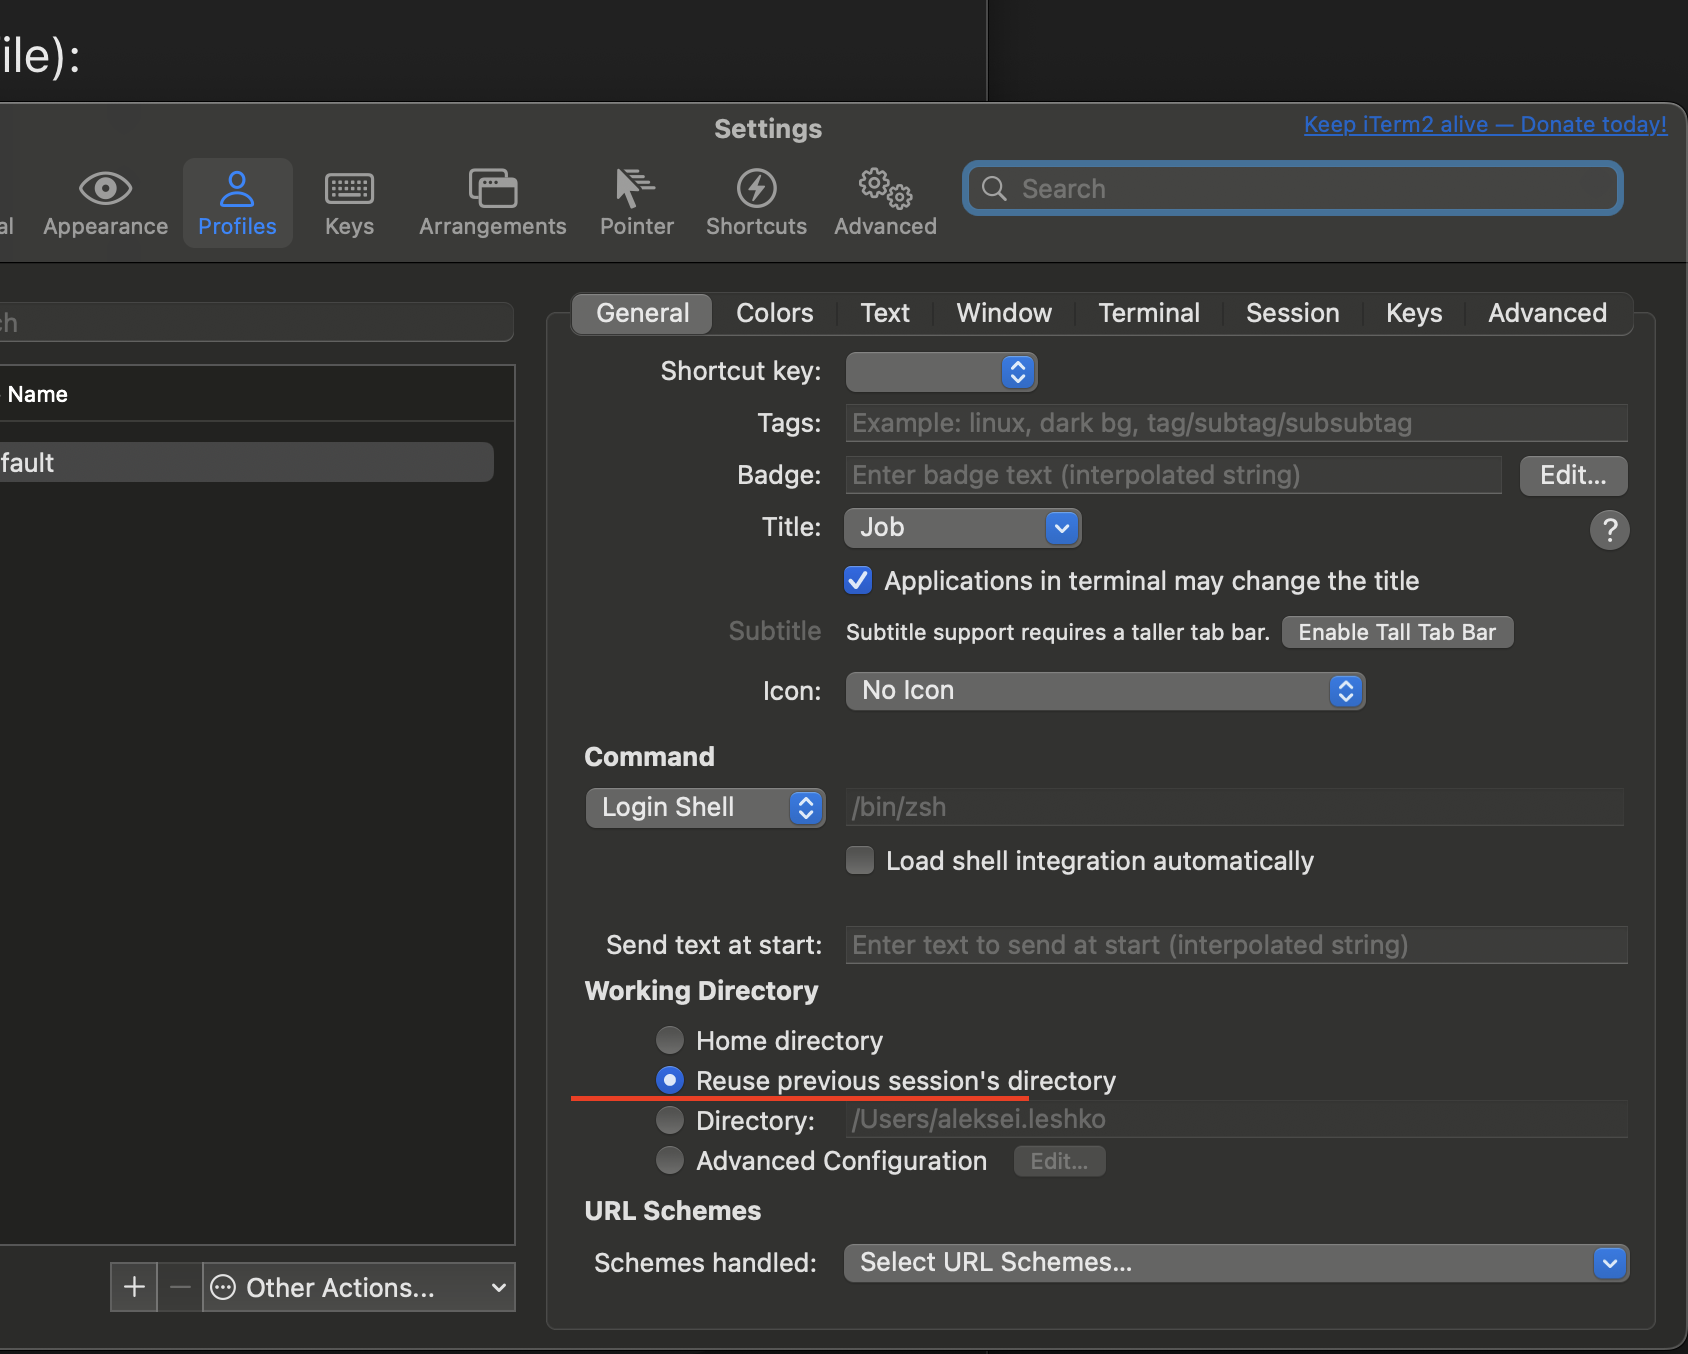 ile):
Settings
Keep iTerm2 alive — Donate today!
al
Appearance
Profiles
Keys
Arrangements
Pointer
Shortcuts
Advanced
Search
ch
Name
fault
+
−
Other Actions...
General
Colors
Text
Window
Terminal
Session
Keys
Advanced
Shortcut key:
Tags: Example: linux, dark bg, tag/subtag/subsubtag
Badge: Enter badge text (interpolated string) Edit...
Title: Job ?
Applications in terminal may change the title
Subtitle Subtitle support requires a taller tab bar. Enable Tall Tab Bar
Icon: No Icon
Command
Login Shell /bin/zsh
Load shell integration automatically
Send text at start: Enter text to send at start (interpolated string)
Working Directory
Home directory
Reuse previous session's directory
Directory: /Users/aleksei.leshko
Advanced Configuration Edit...
URL Schemes
Schemes handled: Select URL Schemes...